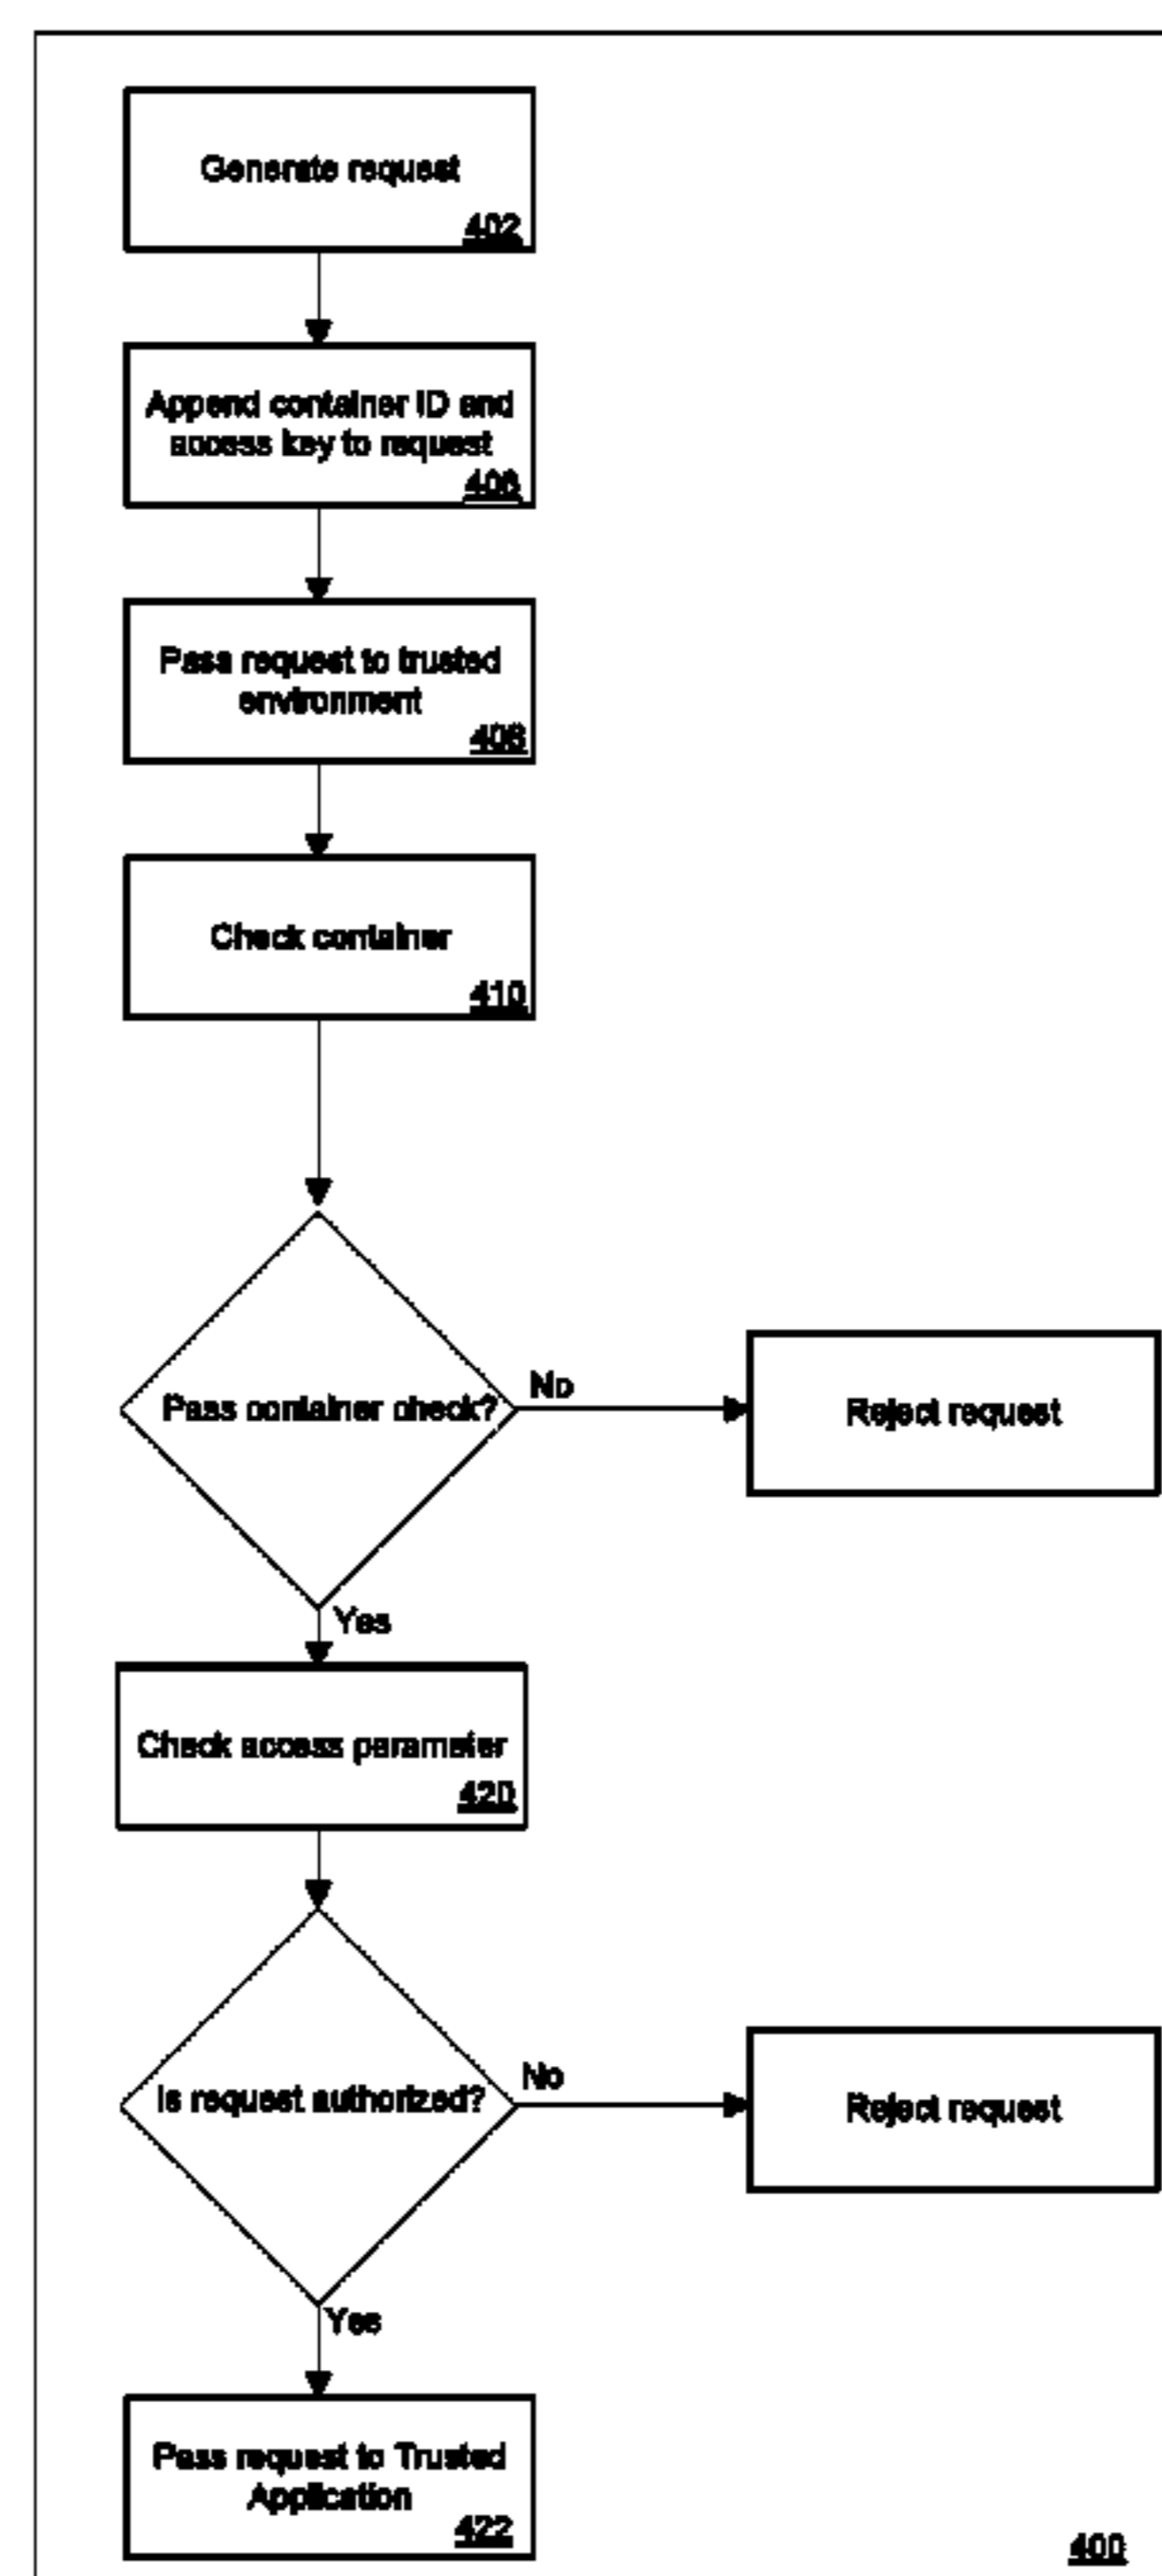 Generate request
402
Append container ID and
access key to request
406
Pass request to trusted
environment
408
Check container
410
Pass container check?
No
Reject request
Yes
Check access parameter
420
Is request authorized?
No
Reject request
Yes
Pass request to Trusted
Application
422
400